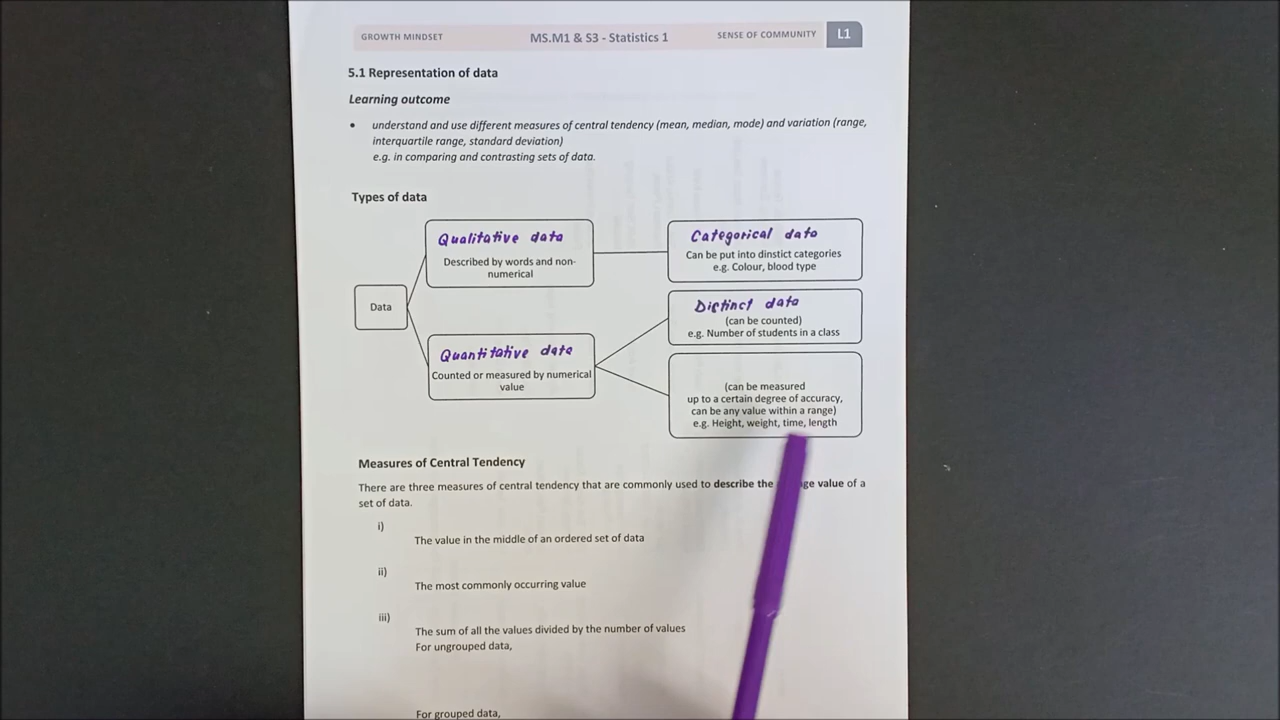 GROWTH MINDSET MS.M1 & S3 - Statistics 1 SENSE OF COMMUNITY L1
5.1 Representation of data
Learning outcome
• understand and use different measures of central tendency (mean, median, mode) and variation (range,
interquartile range, standard deviation)
e.g. in comparing and contrasting sets of data.
Types of data
Qualitative data
Described by words and non-
numerical
Categorical data
Can be put into dinstict categories
e.g. Colour, blood type
Data
Distinct data
(can be counted)
e.g. Number of students in a class
Quantitative data
Counted or measured by numerical
value
(can be measured
up to a certain degree of accuracy,
can be any value within a range)
e.g. Height, weight, time, length
Measures of Central Tendency
There are three measures of central tendency that are commonly used to describe the value of a
set of data.
i)
The value in the middle of an ordered set of data
ii)
The most commonly occurring value
iii)
The sum of all the values divided by the number of values
For ungrouped data,
For grouped data,